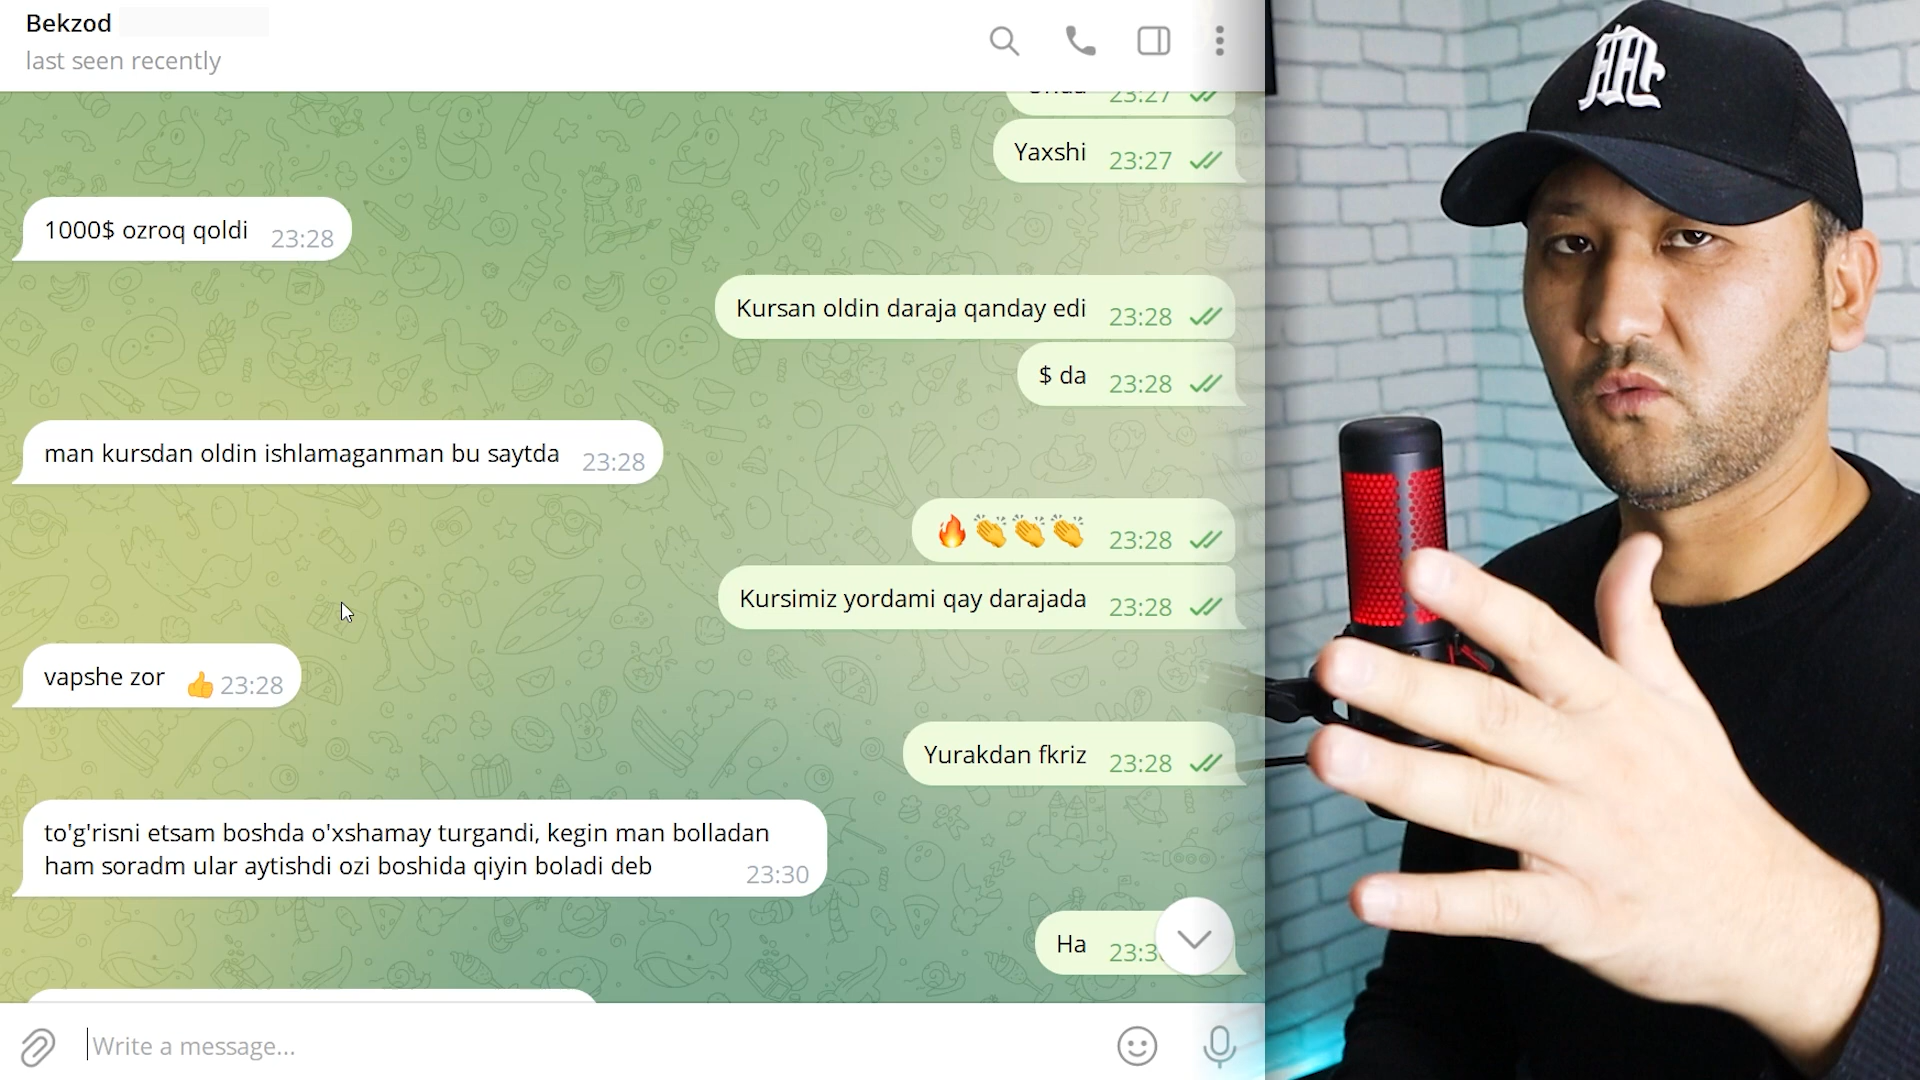 Bekzod
last seen recently
23:27
Yaxshi 23:27
1000$ ozroq qoldi 23:28
Kursan oldin daraja qanday edi 23:28
$ da 23:28
man kursdan oldin ishlamaganman bu saytda 23:28
🔥👏👏👏 23:28
Kursimiz yordami qay darajada 23:28
vapshe zor 👍 23:28
Yurakdan fkriz 23:28
to'g'risni etsam boshda o'xshamay turgandi, kegin man bolladan
ham soradm ular aytishdi ozi boshida qiyin boladi deb 23:30
Ha
Write a message...